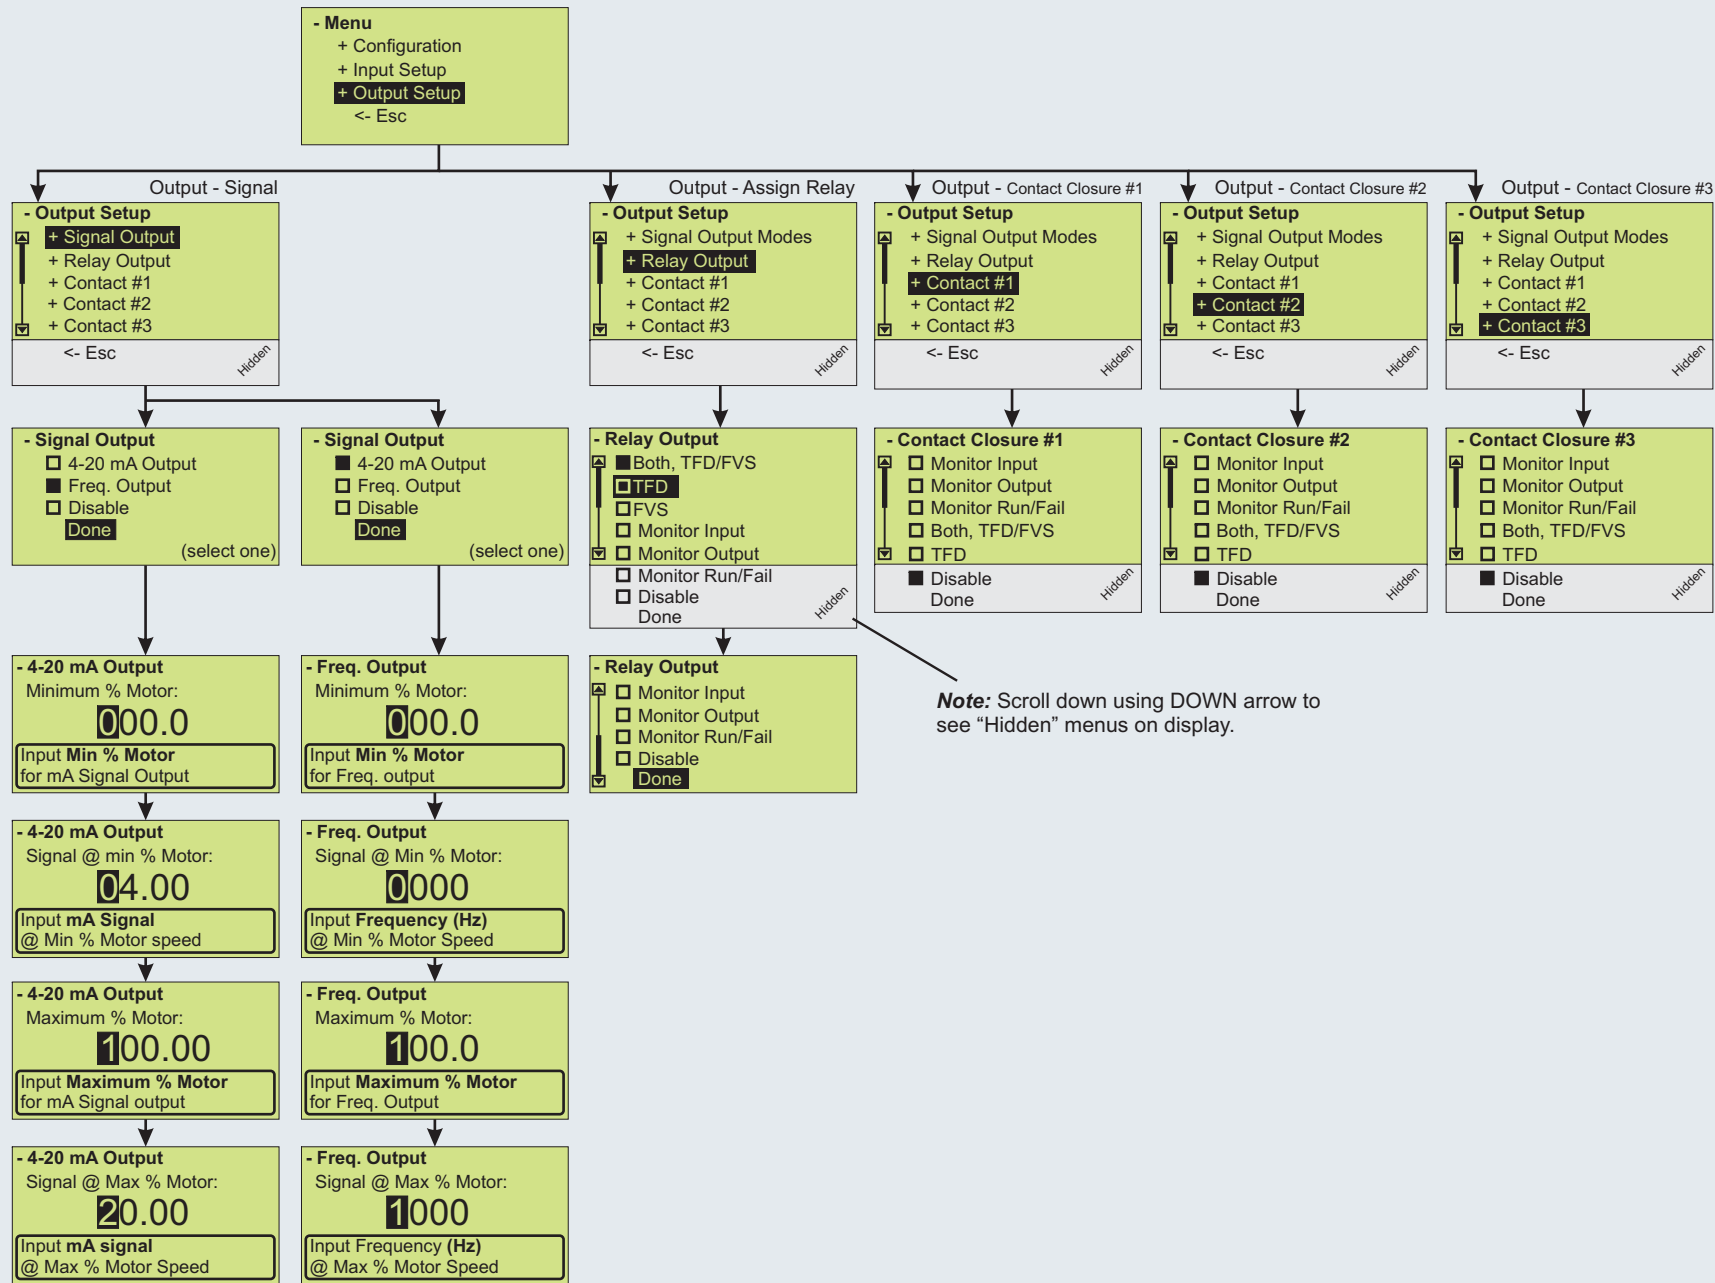 - Menu
+ Configuration
+ Input Setup
+ Output Setup
<- Esc
Output - Signal
- Output Setup
+ Signal Output
+ Relay Output
+ Contact #1
+ Contact #2
+ Contact #3
<- Esc
Hidden
Output - Assign Relay
- Output Setup
+ Signal Output Modes
+ Relay Output
+ Contact #1
+ Contact #2
+ Contact #3
<- Esc
Hidden
Output - Contact Closure #1
- Output Setup
+ Signal Output Modes
+ Relay Output
+ Contact #1
+ Contact #2
+ Contact #3
<- Esc
Hidden
Output - Contact Closure #2
- Output Setup
+ Signal Output Modes
+ Relay Output
+ Contact #1
+ Contact #2
+ Contact #3
<- Esc
Hidden
Output - Contact Closure #3
- Output Setup
+ Signal Output Modes
+ Relay Output
+ Contact #1
+ Contact #2
+ Contact #3
<- Esc
Hidden
- Signal Output
4-20 mA Output
Freq. Output
Disable
Done
(select one)
- Signal Output
4-20 mA Output
Freq. Output
Disable
Done
(select one)
- Relay Output
Both, TFD/FVS
TFD
FVS
Monitor Input
Monitor Output
Monitor Run/Fail
Disable
Done
Hidden
- Contact Closure #1
Monitor Input
Monitor Output
Monitor Run/Fail
Both, TFD/FVS
TFD
Disable
Done
Hidden
- Contact Closure #2
Monitor Input
Monitor Output
Monitor Run/Fail
Both, TFD/FVS
TFD
Disable
Done
Hidden
- Contact Closure #3
Monitor Input
Monitor Output
Monitor Run/Fail
Both, TFD/FVS
TFD
Disable
Done
Hidden
- 4-20 mA Output
Minimum % Motor:
000.0
Input Min % Motor
for mA Signal Output
- Freq. Output
Minimum % Motor:
000.0
Input Min % Motor
for Freq. output
- Relay Output
Monitor Input
Monitor Output
Monitor Run/Fail
Disable
Done
Note: Scroll down using DOWN arrow to
see “Hidden” menus on display.
- 4-20 mA Output
Signal @ min % Motor:
04.00
Input mA Signal
@ Min % Motor speed
- Freq. Output
Signal @ Min % Motor:
0000
Input Frequency (Hz)
@ Min % Motor Speed
- 4-20 mA Output
Maximum % Motor:
100.00
Input Maximum % Motor
for mA Signal output
- Freq. Output
Maximum % Motor:
100.0
Input Maximum % Motor
for Freq. Output
- 4-20 mA Output
Signal @ Max % Motor:
20.00
Input mA signal
@ Max % Motor Speed
- Freq. Output
Signal @ Max % Motor:
1000
Input Frequency (Hz)
@ Max % Motor Speed